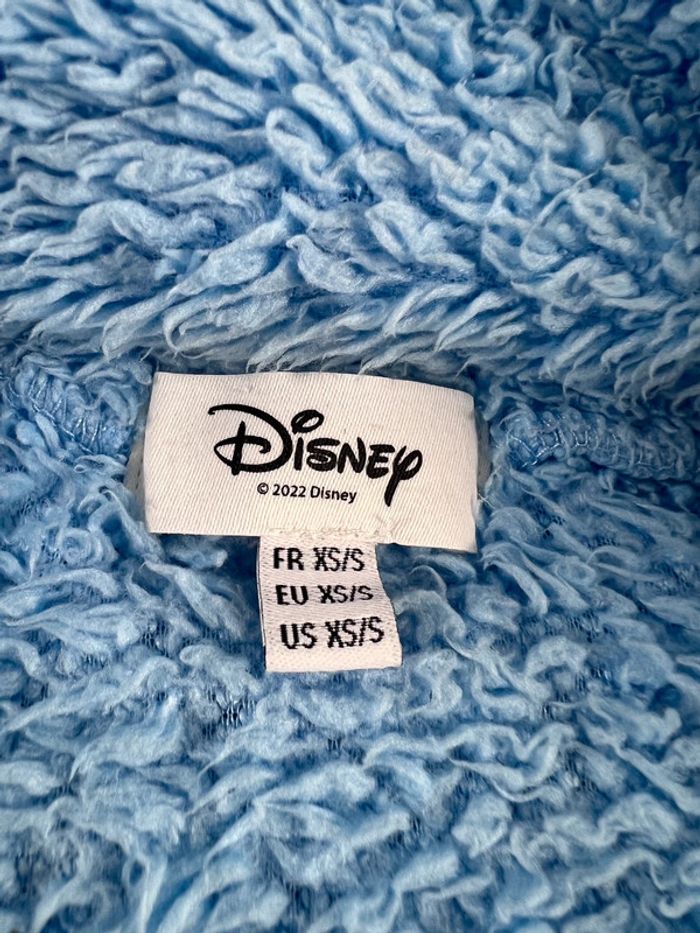 Disney
© 2022 Disney
FR XS/S
EU XS/S
US XS/S